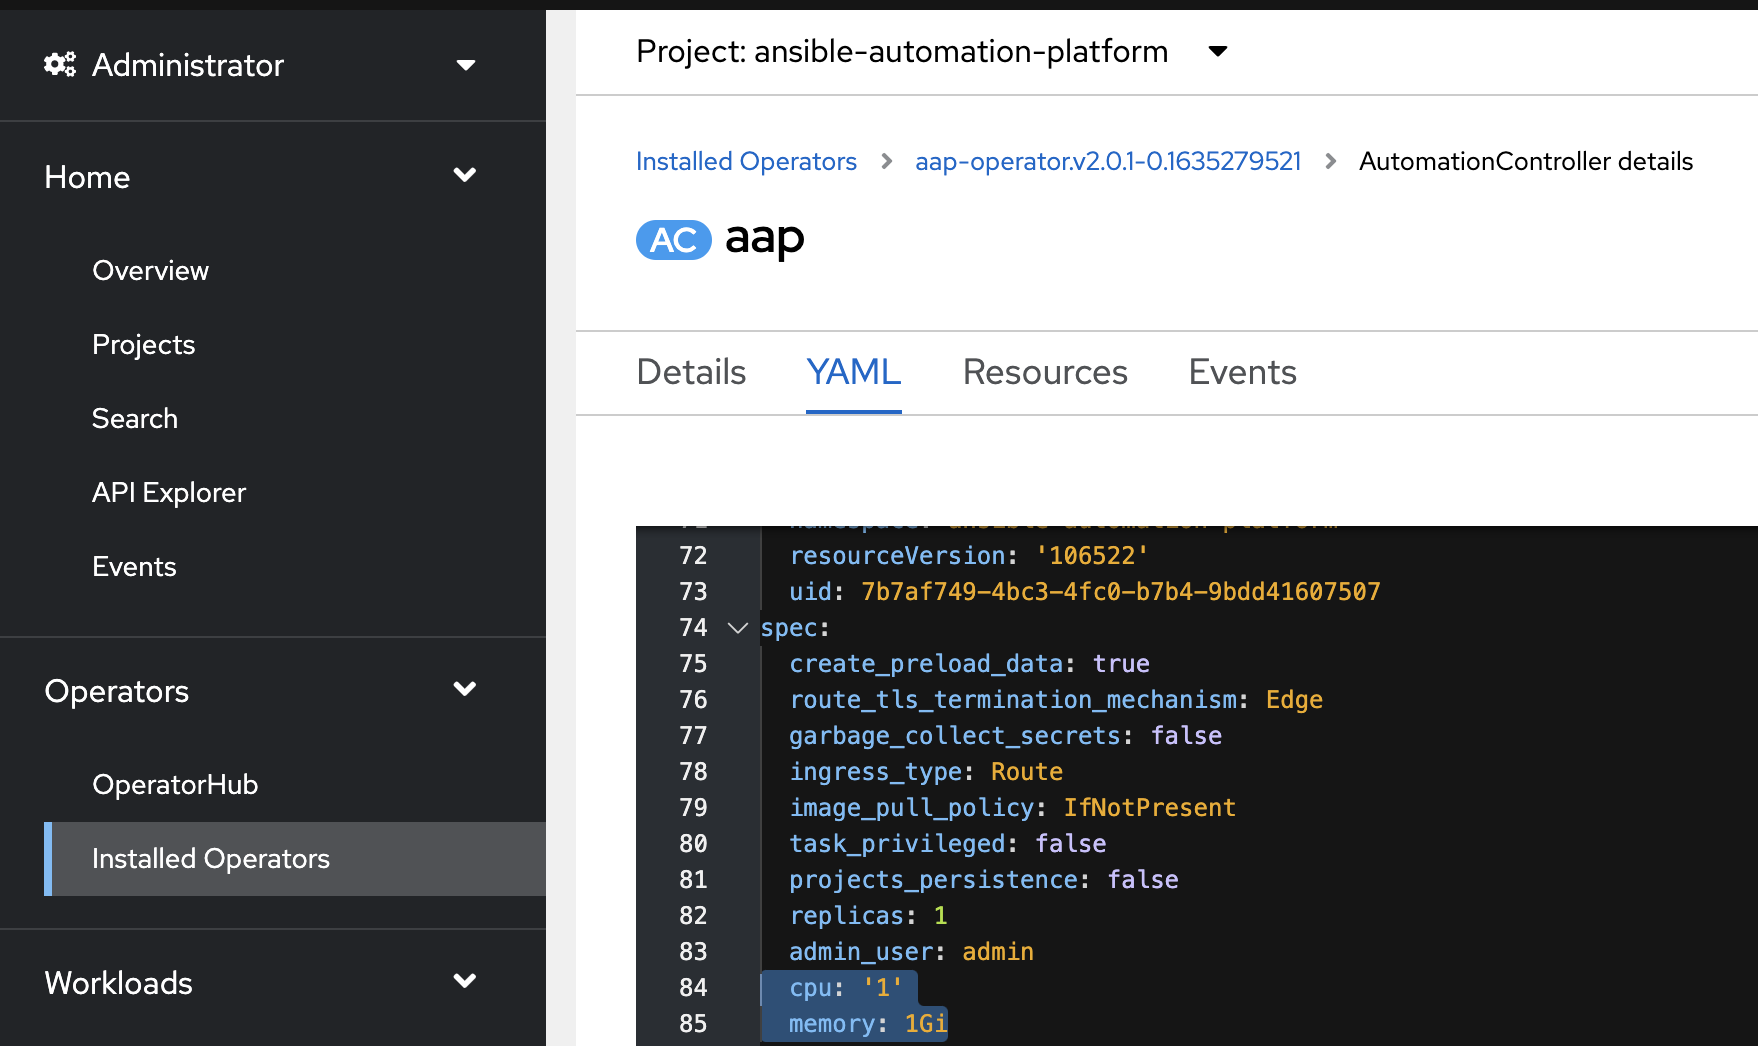 Administrator
Home
Overview
Projects
Search
API Explorer
Events
Operators
OperatorHub
Installed Operators
Workloads
Project: ansible-automation-platform
Installed Operators > aap-operator.v2.0.1-0.1635279521 > AutomationController details
AC aap
Details YAML Resources Events
72 resourceVersion: '106522'
73 uid: 7b7af749-4bc3-4fc0-b7b4-9bdd41607507
74 spec:
75 create_preload_data: true
76 route_tls_termination_mechanism: Edge
77 garbage_collect_secrets: false
78 ingress_type: Route
79 image_pull_policy: IfNotPresent
80 task_privileged: false
81 projects_persistence: false
82 replicas: 1
83 admin_user: admin
84 cpu: '1'
85 memory: 1Gi